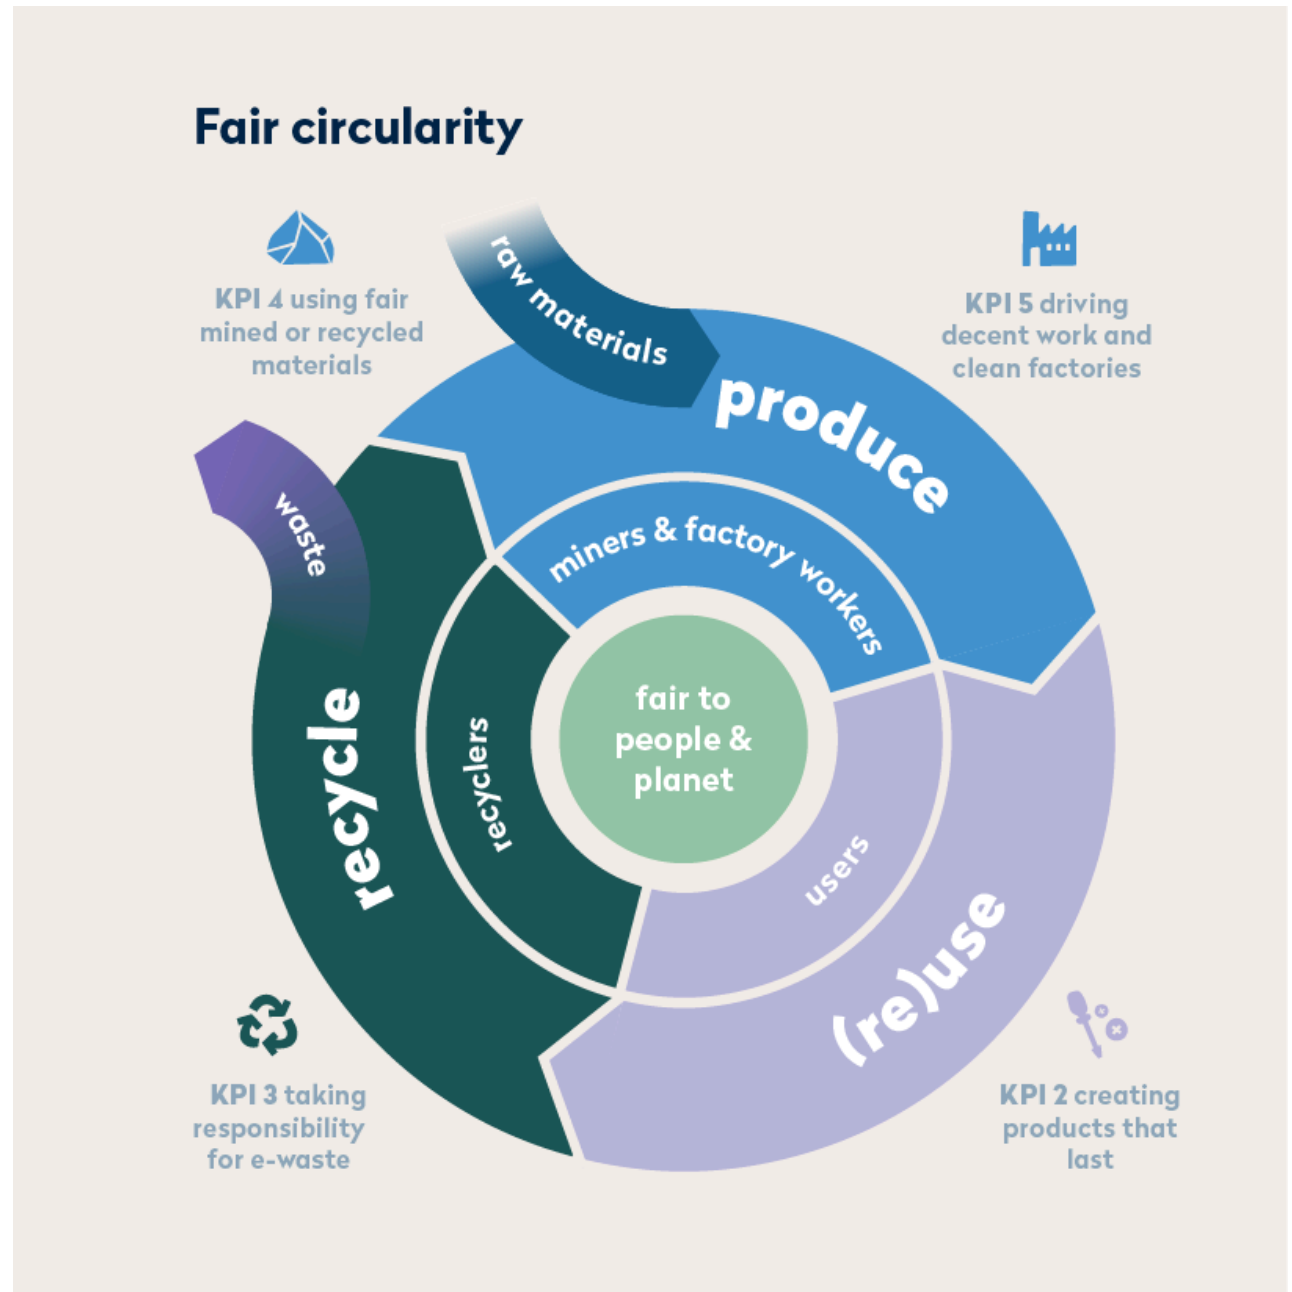 Fair circularity
KPI 4 using fair
mined or recycled
materials
raw materials
KPI 5 driving
decent work and
clean factories
produce
waste
miners & factory workers
fair to
people &
planet
recycle
recyclers
users
(re)use
KPI 3 taking
responsibility
for e-waste
KPI 2 creating
products that
last